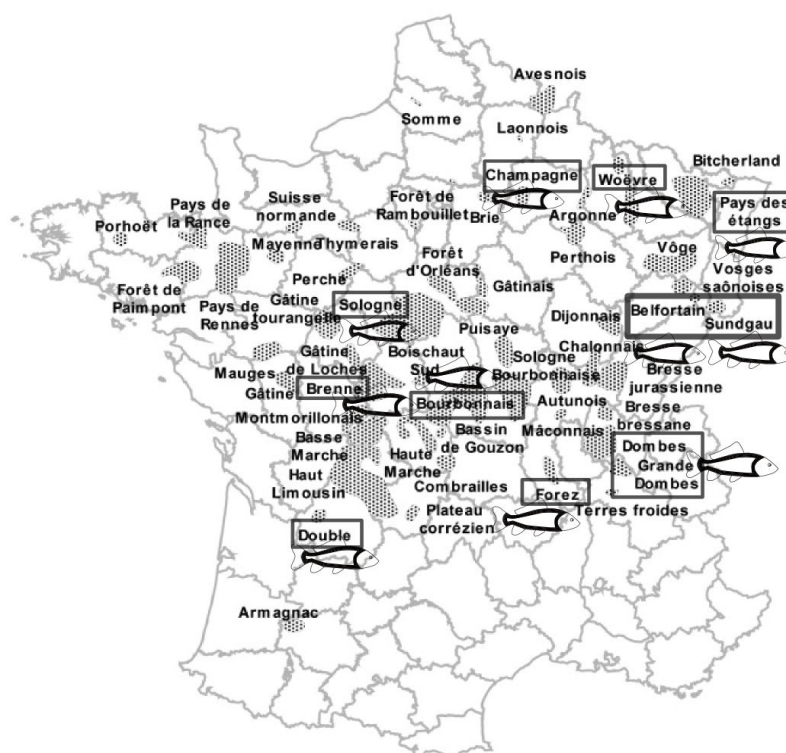 Avesnois
Somme
Laonnois
Champagne
Woëvre
Bitcherland
Pays des
étangs
Porhoët
Pays de
la Rance
Suisse
normande
Forêt de
Rambouillet
Brie
Argonne
Mayenne
Thymerais
Perthois
Vôge
Vosges
saônoises
Forêt
d'Orléans
Perche
Gâtinais
Forêt de
Paimpont
Pays de
Rennes
Gâtine
tourangelle
Sologne
Puisaye
Dijonnais
Belfortain
Sundgau
Mauges
Gâtine
Gâtine
de Loches
Boischaut
Sud
Sologne
Bourbonnaise
Chalonnais
Bresse
jurassienne
Brenne
Bourbonnais
Autunois
Bresse
bressane
Montmorillonais
Basse
Marche
Haute
Marche
Bassin
de Gouzon
Mâconnais
Dombes
Grande
Dombes
Haut
Limousin
Combrailles
Forez
Terres froides
Plateau
corrézien
Double
Armagnac